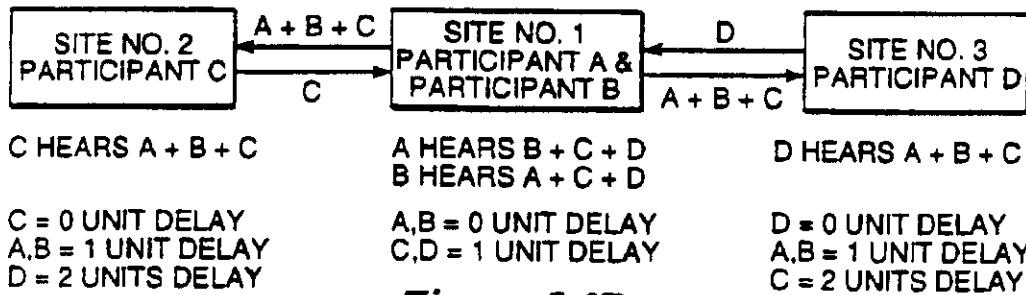 A + B + C
D
SITE NO. 2
PARTICIPANT C
SITE NO. 1
PARTICIPANT A &
PARTICIPANT B
SITE NO. 3
PARTICIPANT D
C
A + B + C
C HEARS A + B + C
A HEARS B + C + D
B HEARS A + C + D
D HEARS A + B + C
C = 0 UNIT DELAY
A,B = 1 UNIT DELAY
D = 2 UNITS DELAY
A,B = 0 UNIT DELAY
C,D = 1 UNIT DELAY
D = 0 UNIT DELAY
A,B = 1 UNIT DELAY
C = 2 UNITS DELAY